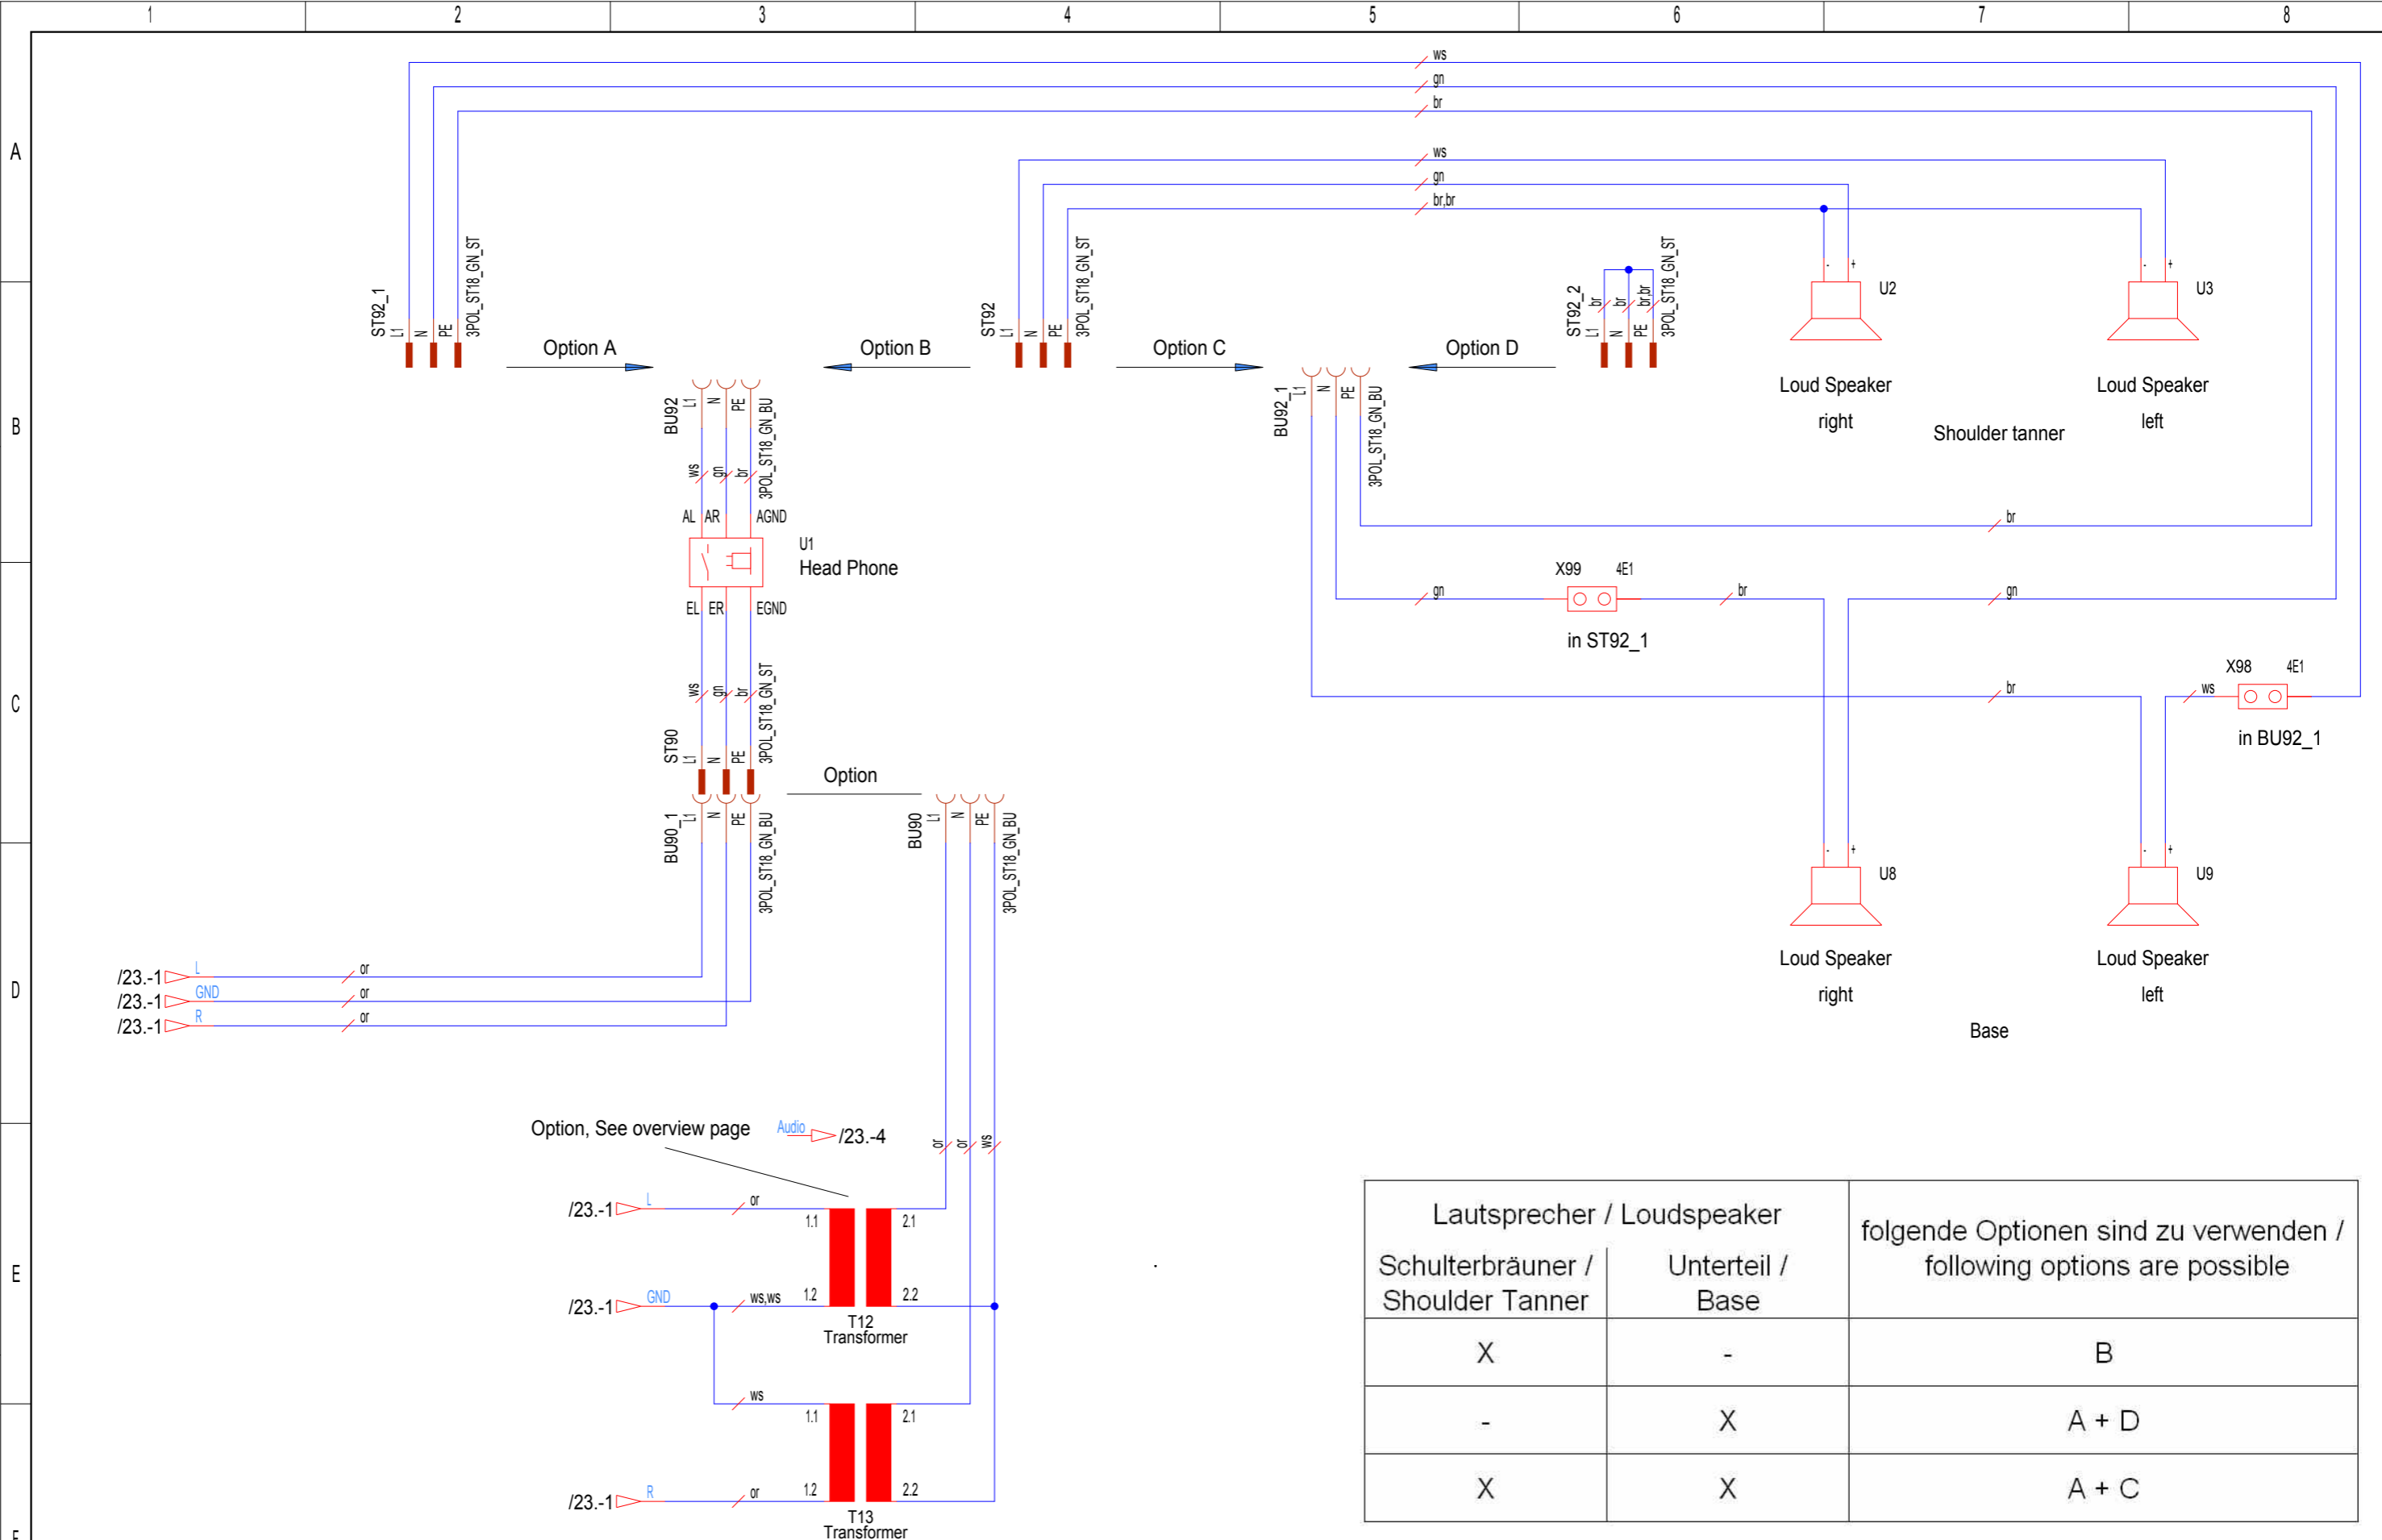 1 2 3 4 5 6 7 8
ws
gn
br
A
ws
gn
br,br
ST92_1
L1
N
PE
3POL_ST18_GN_ST
ST92
L1
N
PE
3POL_ST18_GN_ST
ST92_2
L1
N
PE
br
br
br,br
3POL_ST18_GN_ST
- +
U2
- +
U3
Option A
Option B
Option C
Option D
Loud Speaker
right
Loud Speaker
left
Shoulder tanner
B
BU92
L1
N
PE
3POL_ST18_GN_BU
BU92_1
L1
N
PE
3POL_ST18_GN_BU
ws
gn
br
AL AR AGND
U1
Head Phone
EL ER EGND
br
X99 4E1
gn
br
gn
in ST92_1
X98 4E1
br
ws
in BU92_1
C
ws
gn
br
ST90
L1
N
PE
3POL_ST18_GN_ST
Option
BU90_1
L1
N
PE
3POL_ST18_GN_BU
BU90
L1
N
PE
3POL_ST18_GN_BU
- +
U8
- +
U9
Loud Speaker
right
Loud Speaker
left
Base
D
/23.-1 L or
/23.-1 GND or
/23.-1 R or
Option, See overview page
Audio /23.-4
or
or
ws
E
/23.-1 L or 1.1 2.1
/23.-1 GND ws,ws 1.2 2.2
T12
Transformer
ws 1.1 2.1
/23.-1 R or 1.2 2.2
T13
Transformer
F
Lautsprecher / Loudspeaker
Schulterbräuner /
Shoulder Tanner
Unterteil /
Base
folgende Optionen sind zu verwenden /
following options are possible
X - B
- X A + D
X X A + C